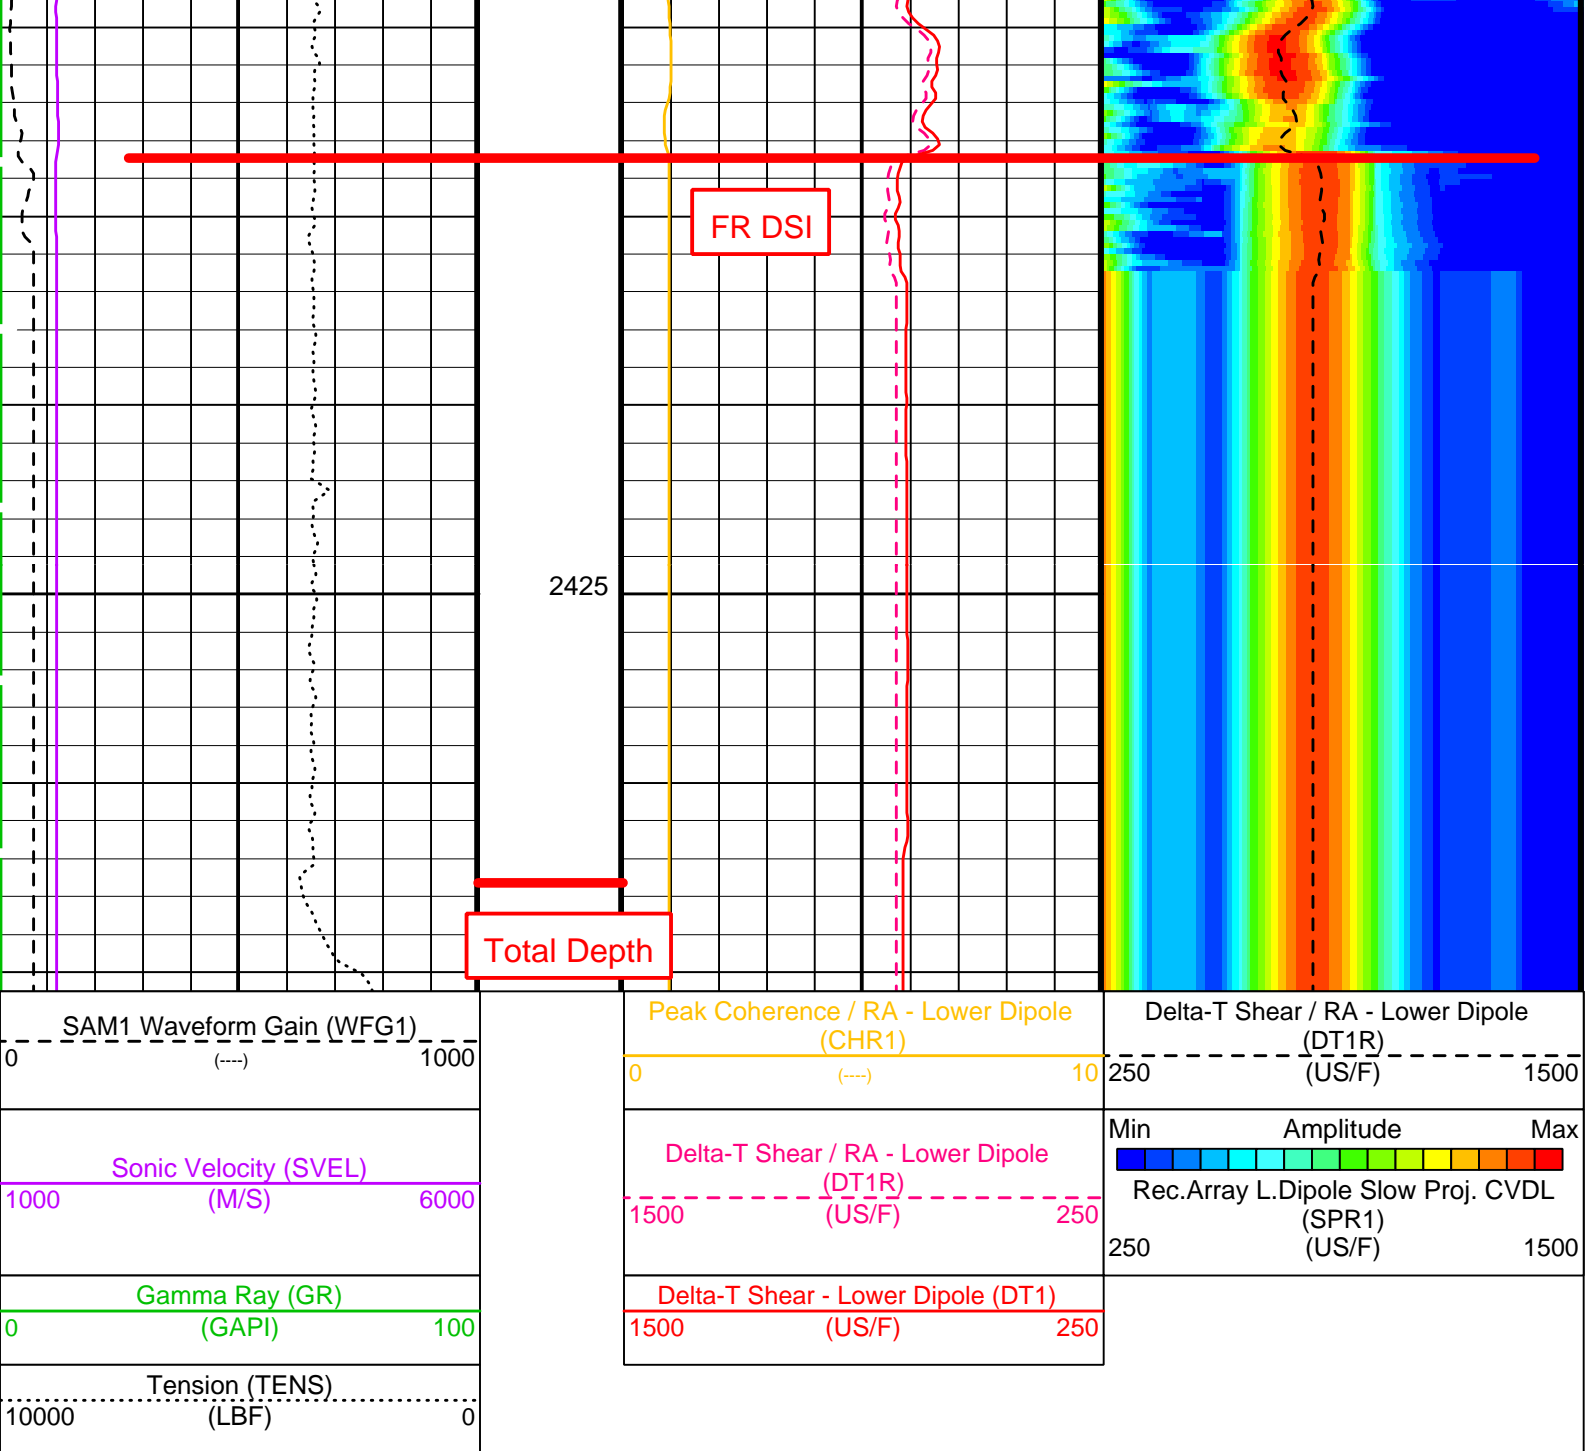 FR DSI
2425
Total Depth
SAM1 Waveform Gain (WFG1)
0 (----) 1000
Sonic Velocity (SVEL)
1000 (M/S) 6000
Gamma Ray (GR)
0 (GAPI) 100
Tension (TENS)
10000 (LBF) 0
Peak Coherence / RA - Lower Dipole
(CHR1)
0 (----) 10
Delta-T Shear / RA - Lower Dipole
(DT1R)
1500 (US/F) 250
Delta-T Shear - Lower Dipole (DT1)
1500 (US/F) 250
Delta-T Shear / RA - Lower Dipole
(DT1R)
250 (US/F) 1500
Min Amplitude Max
Rec.Array L.Dipole Slow Proj. CVDL
(SPR1)
250 (US/F) 1500